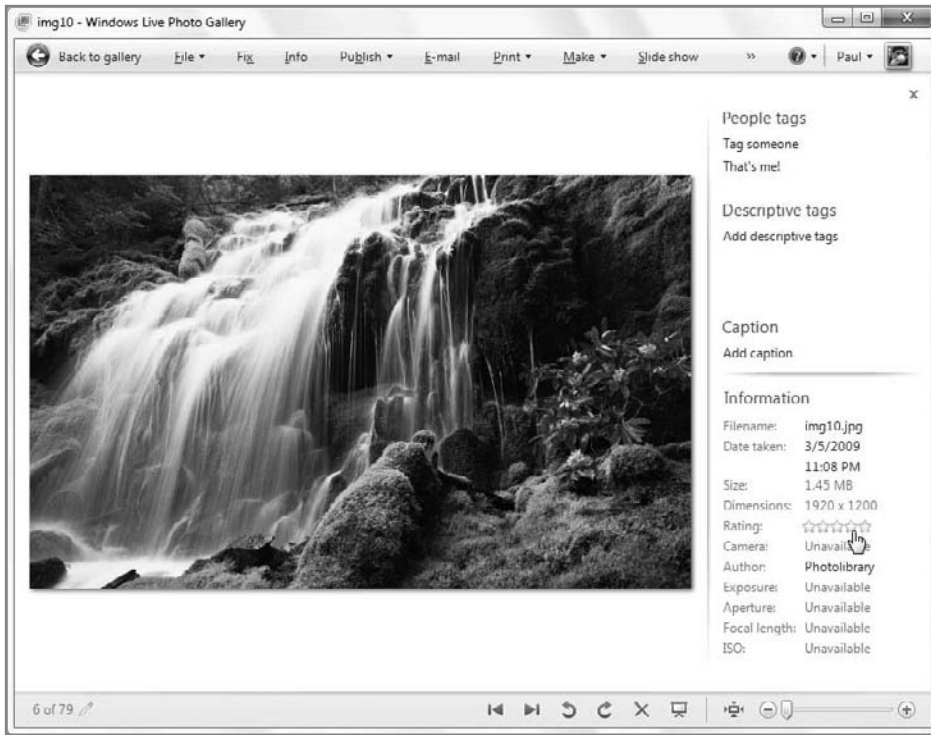 img10 - Windows Live Photo Gallery
Back to gallery File Fix Info Publish E-mail Print Make Slide show » Paul
People tags
Tag someone
That's me!
Descriptive tags
Add descriptive tags
Caption
Add caption
Information
Filename: img10.jpg
Date taken: 3/5/2009
11:08 PM
Size: 1.45 MB
Dimensions: 1920 x 1200
Rating:
Camera: Unavailable
Author: Photolibrary
Exposure: Unavailable
Aperture: Unavailable
Focal length: Unavailable
ISO: Unavailable
6 of 79